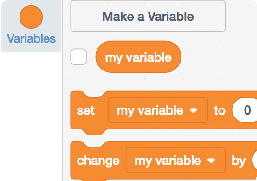 Make a Variable
Variables
my variable
set my variable to 0
change my variable by